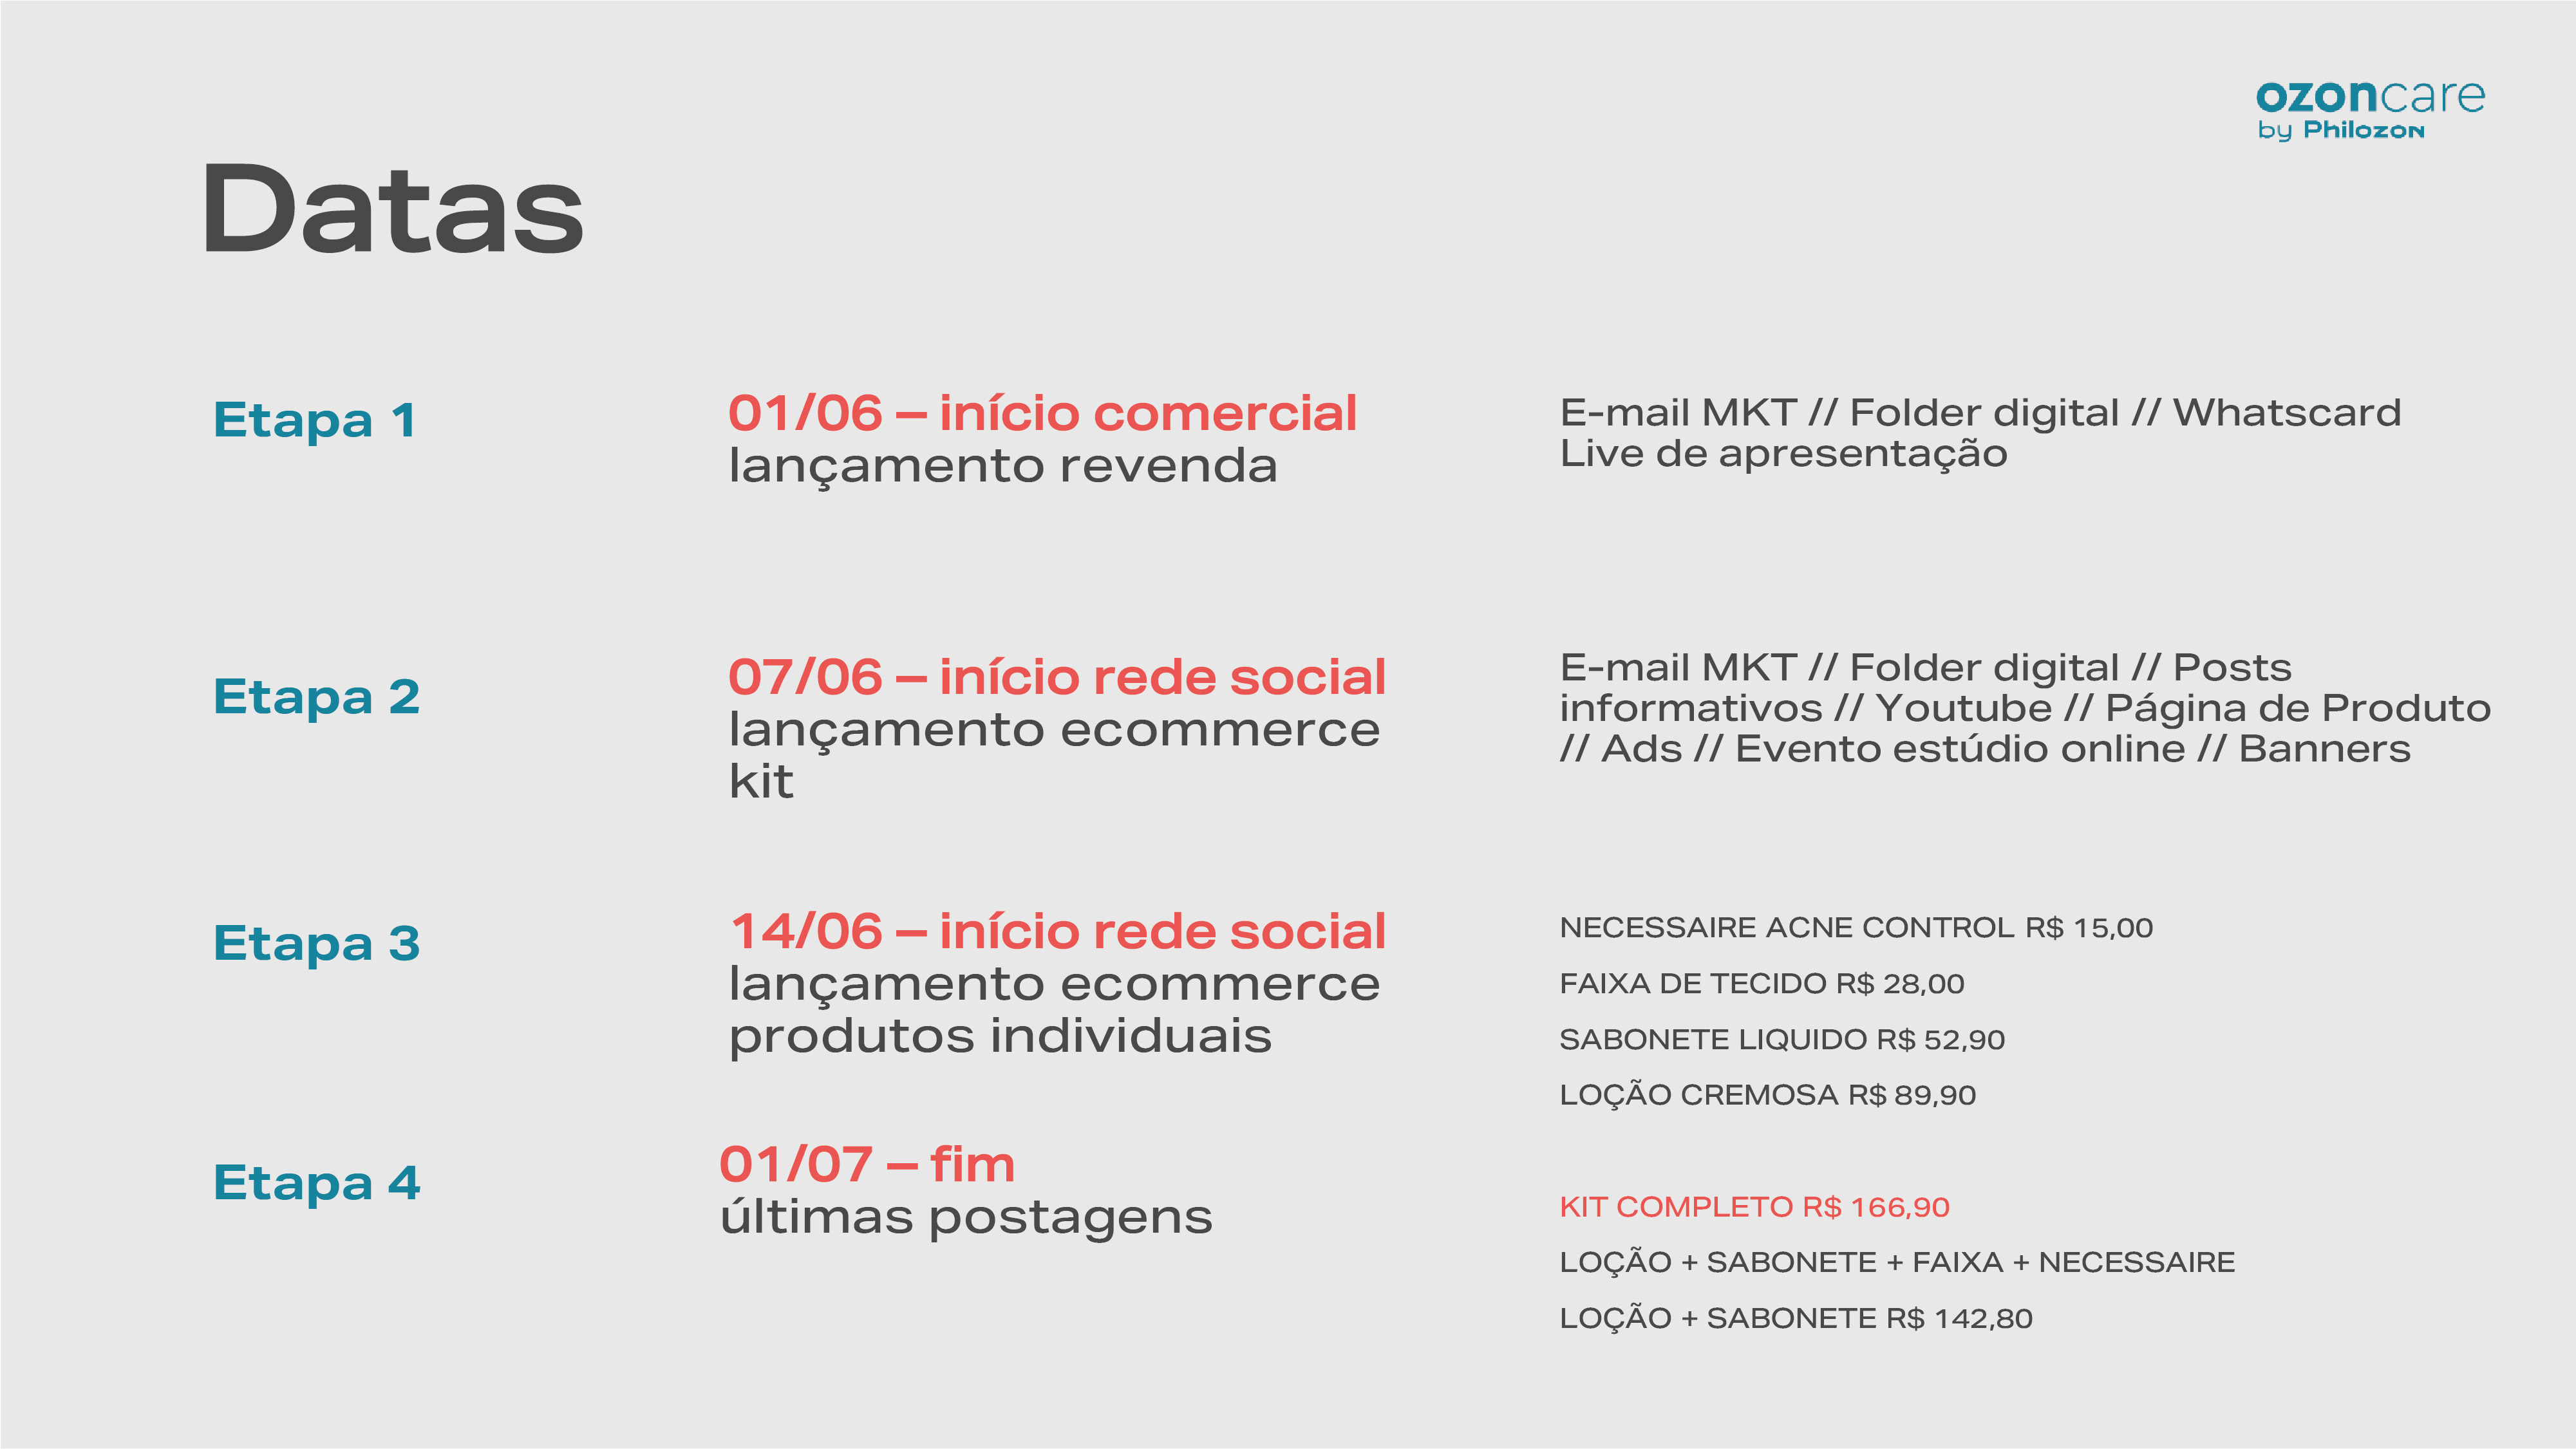 ozoncare
by Philozon
Datas
Etapa 1
01/06 – início comercial
lançamento revenda
E-mail MKT // Folder digital // Whatscard
Live de apresentação
Etapa 2
07/06 – início rede social
lançamento ecommerce
kit
E-mail MKT // Folder digital // Posts
informativos // Youtube // Página de Produto
// Ads // Evento estúdio online // Banners
Etapa 3
14/06 – início rede social
lançamento ecommerce
produtos individuais
NECESSAIRE ACNE CONTROL R$ 15,00
FAIXA DE TECIDO R$ 28,00
SABONETE LIQUIDO R$ 52,90
LOÇÃO CREMOSA R$ 89,90
Etapa 4
01/07 – fim
últimas postagens
KIT COMPLETO R$ 166,90
LOÇÃO + SABONETE + FAIXA + NECESSAIRE
LOÇÃO + SABONETE R$ 142,80